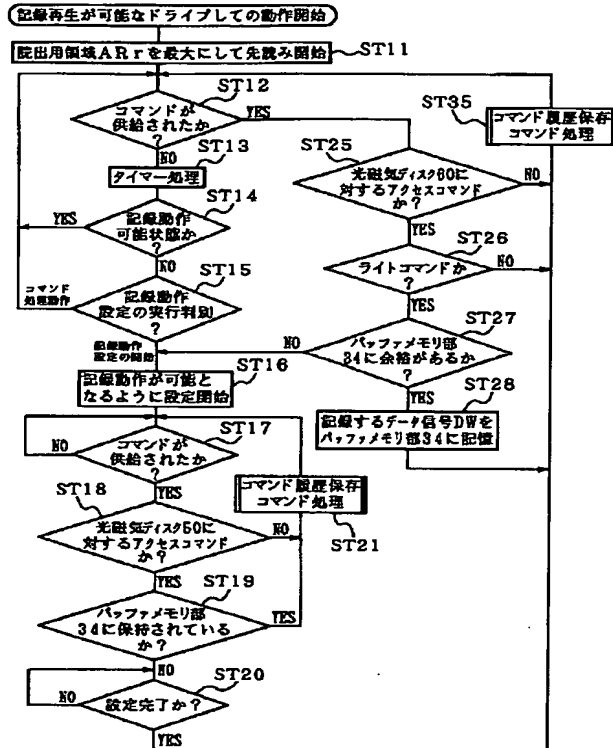 記録再生が可能なドライブしての動作開始
読出用領域ARrを最大にして先読み開始
ST11
ST12
コマンドが
供給されたか
?
YES
NO
ST13
タイマー処理
ST14
記録動作
可能状態か
?
YES
NO
ST15
記録動作
設定の実行判別
?
コマンド
処理動作
記録動作
設定の開始
ST16
記録動作が可能と
なるように設定開始
ST17
コマンドが
供給されたか
?
NO
YES
ST18
光磁気ディスク60に
対するアクセスコマンド
か?
NO
YES
ST19
バッファメモリ部
34に保持されている
か?
YES
NO
ST20
設定完了か?
NO
YES
コマンド履歴保存
コマンド処理
ST21
ST35
コマンド履歴保存
コマンド処理
ST25
光磁気ディスク60に
対するアクセスコマンド
か?
NO
YES
ST26
ライトコマンドか
?
NO
YES
ST27
バッファメモリ部
34に余裕があるか
?
NO
YES
ST28
記録するデータ信号DWを
バッファメモリ部34に記憶